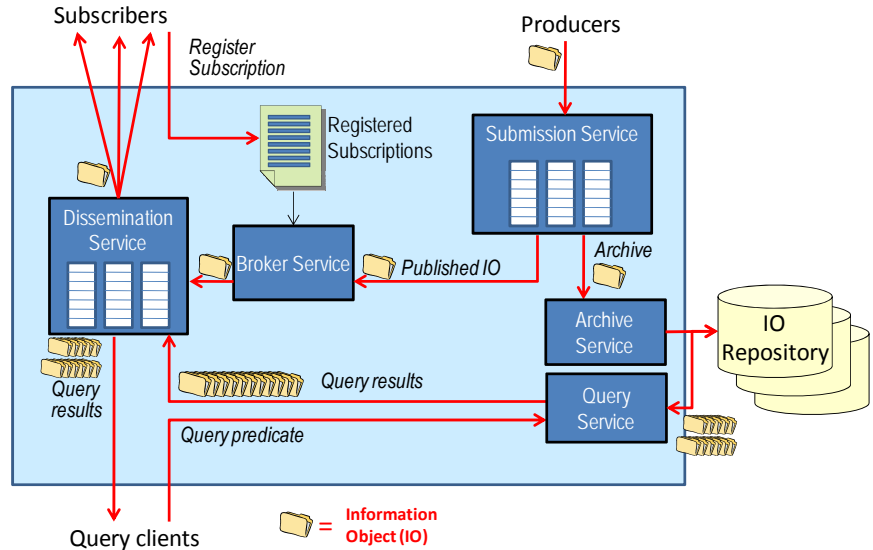 Subscribers
Producers
Register
Subscription
Registered
Subscriptions
Submission Service
Dissemination
Service
Broker Service
Published IO
Archive
Archive
Service
IO
Repository
Query
results
Query results
Query
Service
Query predicate
Query clients
= Information
Object (IO)